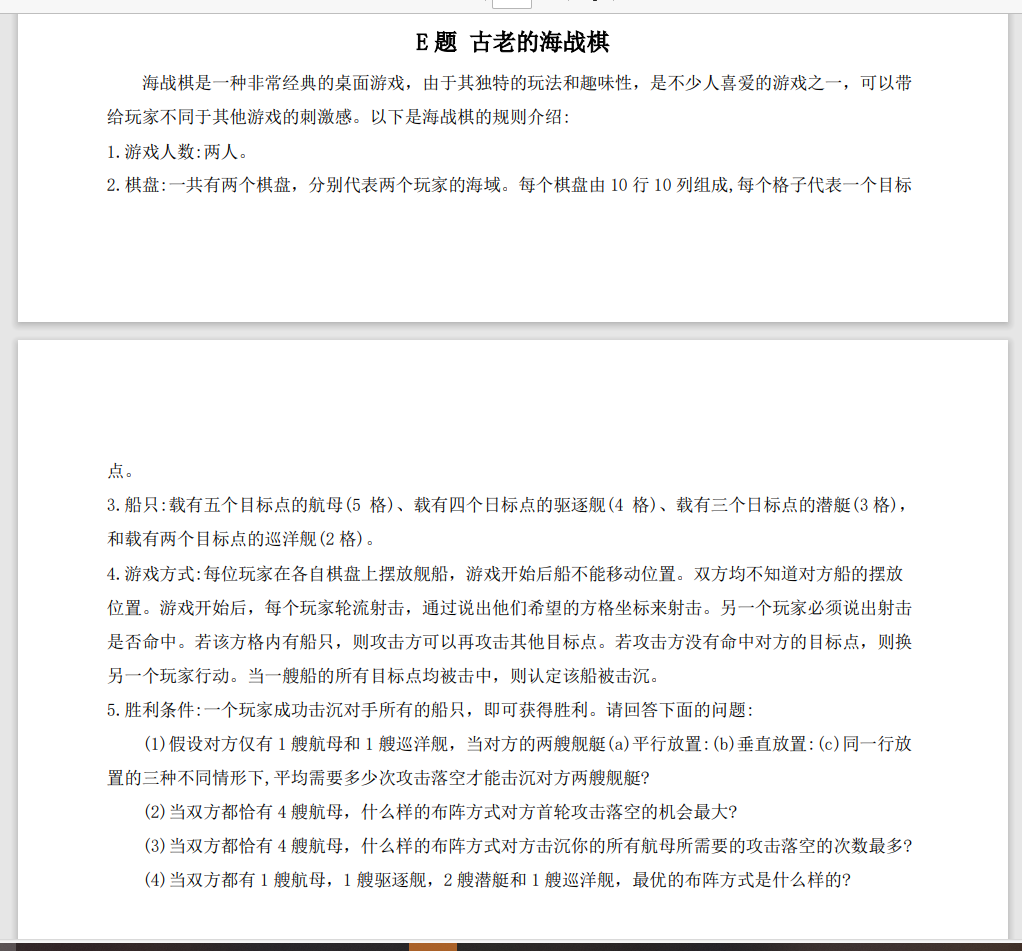 E 题 古老的海战棋
海战棋是一种非常经典的桌面游戏，由于其独特的玩法和趣味性，是不少人喜爱的游戏之一，可以带
给玩家不同于其他游戏的刺激感。以下是海战棋的规则介绍:
1.游戏人数:两人。
2.棋盘:一共有两个棋盘，分别代表两个玩家的海域。每个棋盘由 10 行 10 列组成,每个格子代表一个目标
点。
3.船只:载有五个目标点的航母(5 格)、载有四个日标点的驱逐舰(4 格)、载有三个日标点的潜艇(3 格)，
和载有两个目标点的巡洋舰(2 格)。
4.游戏方式:每位玩家在各自棋盘上摆放舰船，游戏开始后船不能移动位置。双方均不知道对方船的摆放
位置。游戏开始后，每个玩家轮流射击，通过说出他们希望的方格坐标来射击。另一个玩家必须说出射击
是否命中。若该方格内有船只，则攻击方可以再攻击其他目标点。若攻击方没有命中对方的目标点，则换
另一个玩家行动。当一艘船的所有目标点均被击中，则认定该船被击沉。
5.胜利条件:一个玩家成功击沉对手所有的船只，即可获得胜利。请回答下面的问题:
(1)假设对方仅有 1 艘航母和 1 艘巡洋舰，当对方的两艘舰艇(a)平行放置:(b)垂直放置:(c)同一行放
置的三种不同情形下,平均需要多少次攻击落空才能击沉对方两艘舰艇?
(2)当双方都恰有 4 艘航母，什么样的布阵方式对方首轮攻击落空的机会最大?
(3)当双方都恰有 4 艘航母，什么样的布阵方式对方击沉你的所有航母所需要的攻击落空的次数最多?
(4)当双方都有 1 艘航母，1 艘驱逐舰，2 艘潜艇和 1 艘巡洋舰，最优的布阵方式是什么样的?